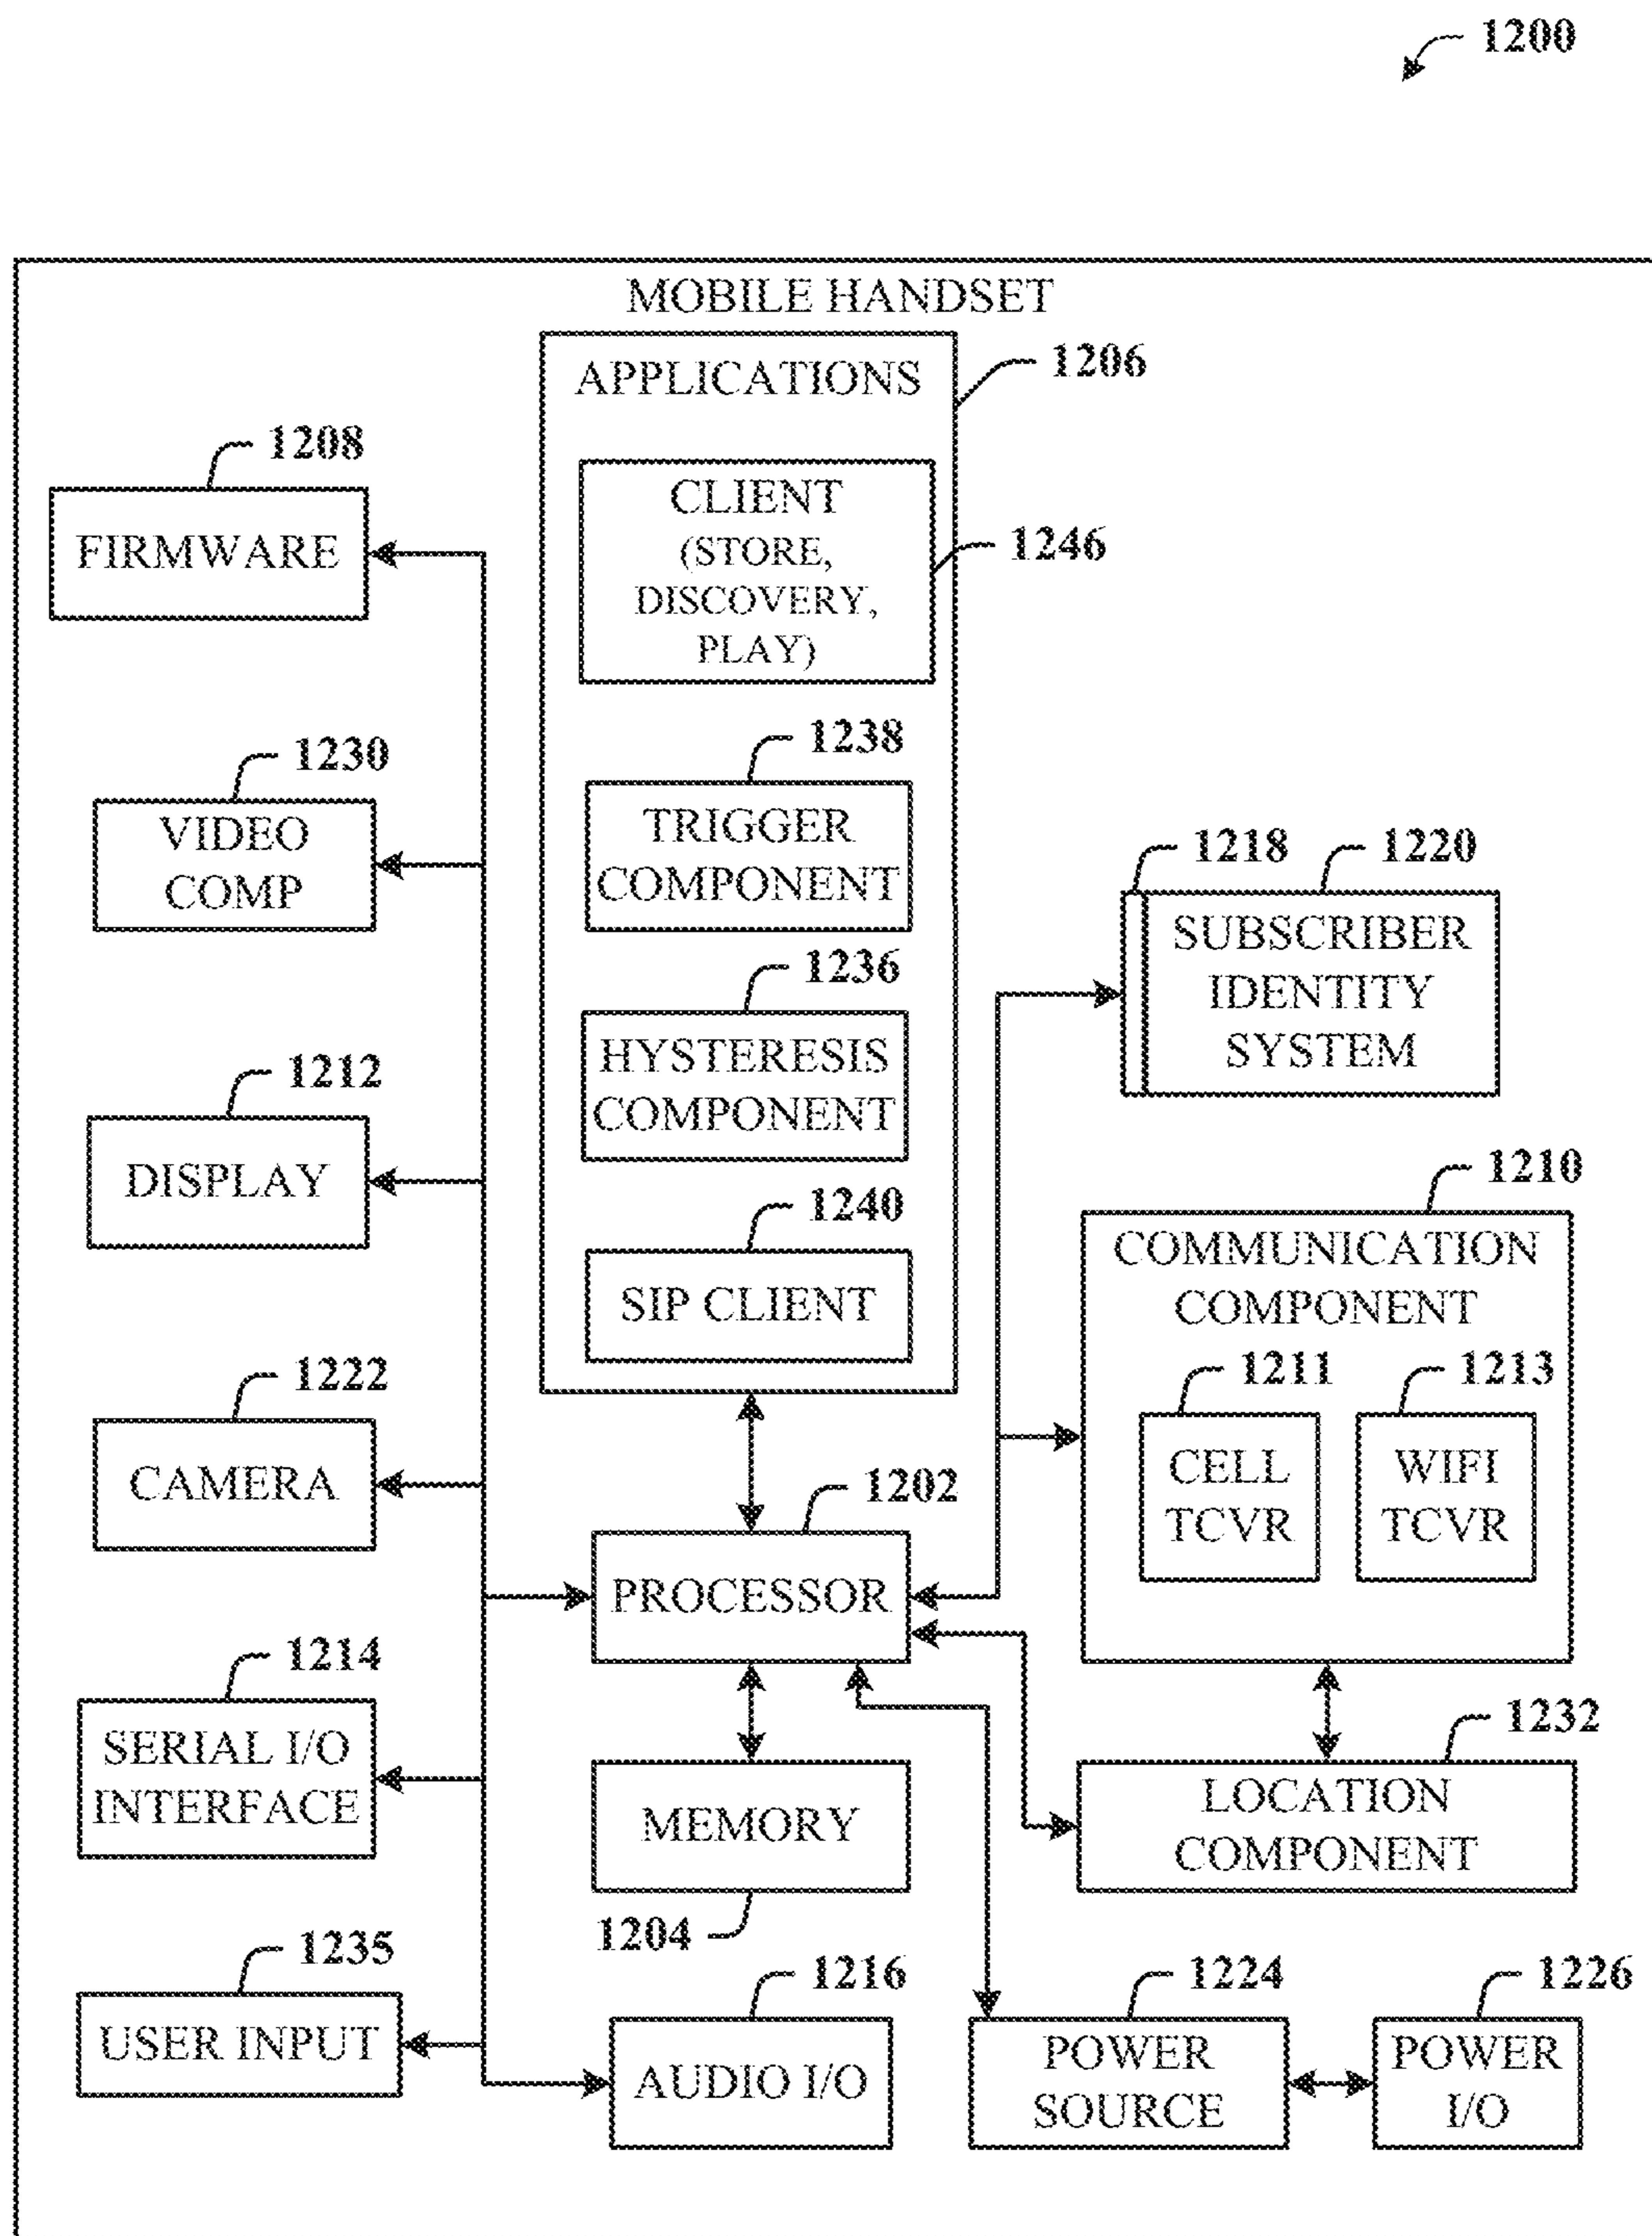 1200
MOBILE HANDSET
APPLICATIONS
1206
1208
FIRMWARE
CLIENT
(STORE,
DISCOVERY,
PLAY)
1246
1230
VIDEO
COMP
1238
TRIGGER
COMPONENT
1218
1220
SUBSCRIBER
IDENTITY
SYSTEM
1236
HYSTERESIS
COMPONENT
1212
DISPLAY
1240
SIP CLIENT
1210
COMMUNICATION
COMPONENT
1211
CELL
TCVR
1213
WIFI
TCVR
1222
CAMERA
1202
PROCESSOR
1214
SERIAL I/O
INTERFACE
MEMORY
1204
1232
LOCATION
COMPONENT
1235
USER INPUT
1216
AUDIO I/O
1224
POWER
SOURCE
1226
POWER
I/O